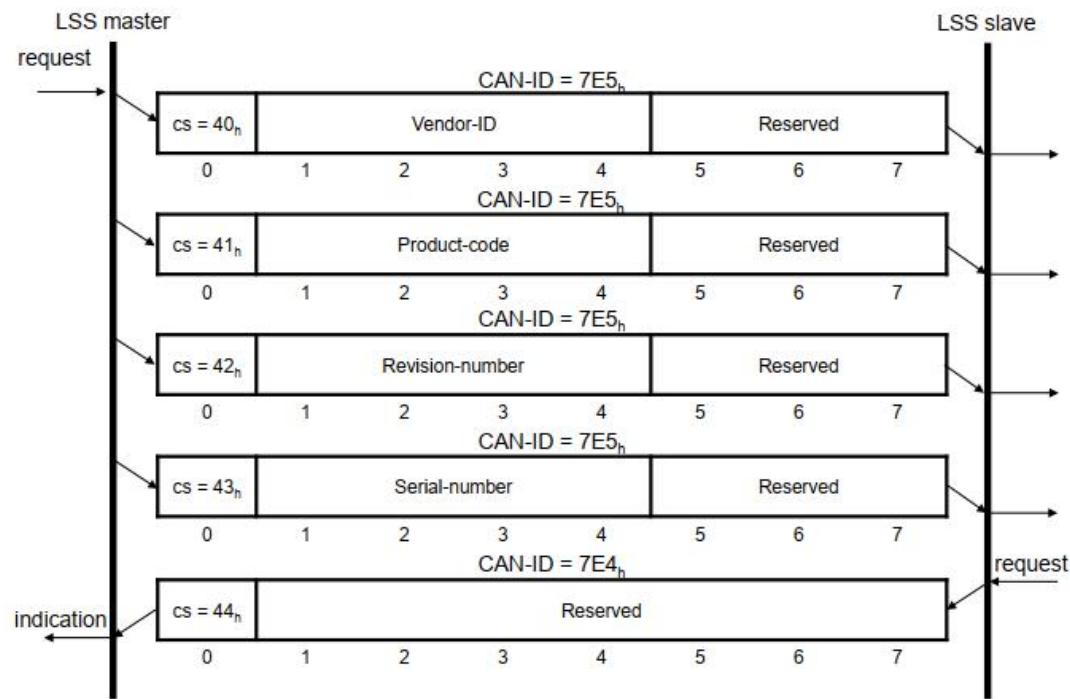 LSS master LSS slave
request
CAN-ID = 7E5h
cs = 40h Vendor-ID Reserved
0 1 2 3 4 5 6 7
CAN-ID = 7E5h
cs = 41h Product-code Reserved
0 1 2 3 4 5 6 7
CAN-ID = 7E5h
cs = 42h Revision-number Reserved
0 1 2 3 4 5 6 7
CAN-ID = 7E5h
cs = 43h Serial-number Reserved
0 1 2 3 4 5 6 7
CAN-ID = 7E4h request
indication cs = 44h Reserved
0 1 2 3 4 5 6 7